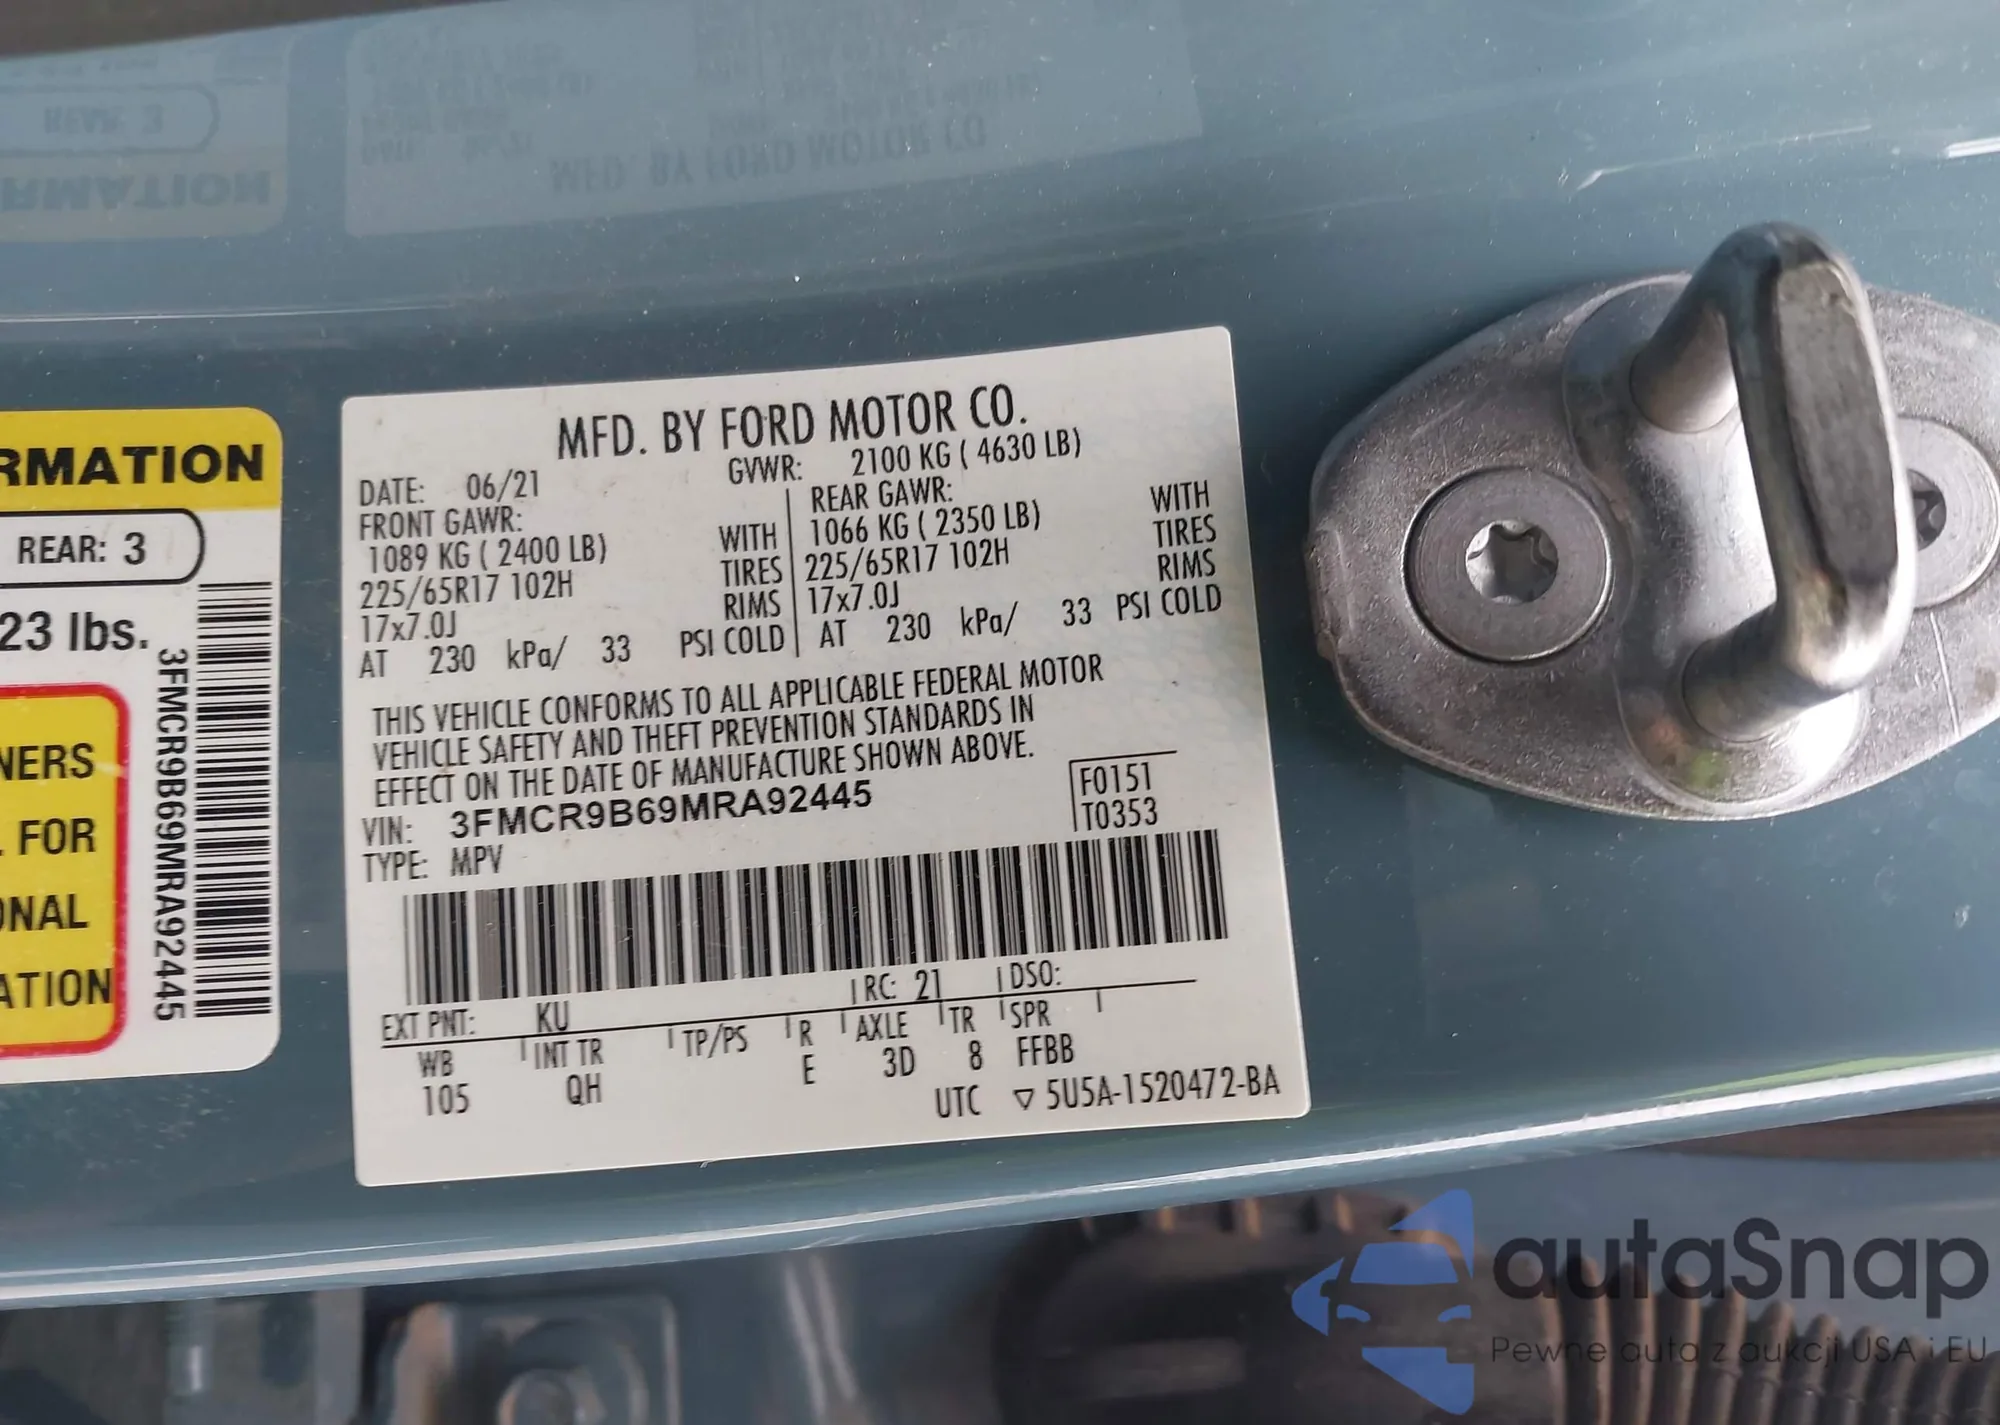 RMATION
REAR: 3
23 lbs.
NERS
FOR
ONAL
ATION
3FMCR9B69MRA92445
MFD. BY FORD MOTOR CO.
DATE: 06/21 GVWR: 2100 KG ( 4630 LB)
FRONT GAWR: REAR GAWR:
1089 KG ( 2400 LB) WITH 1066 KG ( 2350 LB) WITH
225/65R17 102H TIRES 225/65R17 102H TIRES
17x7.0J RIMS 17x7.0J RIMS
AT 230 kPa/ 33 PSI COLD AT 230 kPa/ 33 PSI COLD
THIS VEHICLE CONFORMS TO ALL APPLICABLE FEDERAL MOTOR
VEHICLE SAFETY AND THEFT PREVENTION STANDARDS IN
EFFECT ON THE DATE OF MANUFACTURE SHOWN ABOVE.
VIN: 3FMCR9B69MRA92445 F0151
TYPE: MPV T0353
EXT PNT: KU RC: 21 DSO:
WB INT TR TP/PS R AXLE TR SPR
105 QH E 3D 8 FFBB
UTC ▽ 5U5A-1520472-BA
autaSnap
Pewne auta z aukcji USA i EU